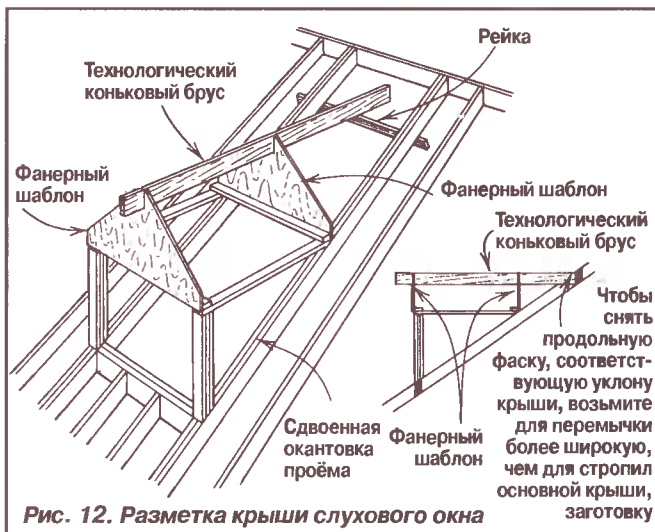 Рейка
Технологический
коньковый брус
Фанерный
шаблон
Фанерный шаблон
Технологический
коньковый брус
Чтобы
снять
продольную
фаску, соответст-
вующую уклону
крыши, возьмите
для перемычки
более широкую,
чем для стропил
основной крыши,
заготовку
Сдвоенная
окантовка
проёма
Фанерный
шаблон
Рис. 12. Разметка крыши слухового окна